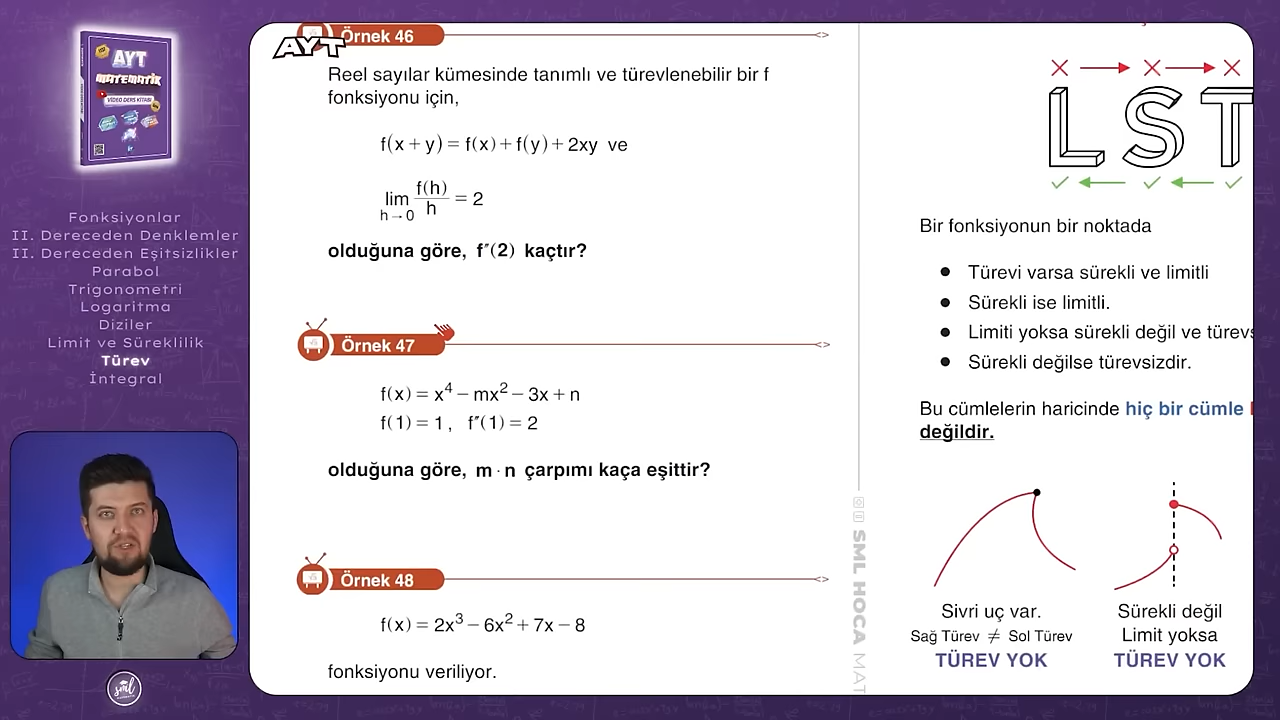 AYT
MATEMATİK
VİDEO DERS KİTABI
Fonksiyonlar
II. Dereceden Denklemler
II. Dereceden Eşitsizlikler
Parabol
Trigonometri
Logaritma
Diziler
Limit ve Süreklilik
Türev
İntegral
sml
AYT
Örnek 46
Reel sayılar kümesinde tanımlı ve türevlenebilir bir f
fonksiyonu için,
f(x + y) = f(x) + f(y) + 2xy ve
lim h→0 f(h)/h = 2
olduğuna göre, f″(2) kaçtır?
Örnek 47
f(x) = x⁴ − mx² − 3x + n
f(1) = 1, f″(1) = 2
olduğuna göre, m · n çarpımı kaça eşittir?
Örnek 48
f(x) = 2x³ − 6x² + 7x − 8
fonksiyonu veriliyor.
SML HOCA MAT
LST
Bir fonksiyonun bir noktada
● Türevi varsa sürekli ve limitli
● Sürekli ise limitli.
● Limiti yoksa sürekli değil ve türevs
● Sürekli değilse türevsizdir.
Bu cümlelerin haricinde hiç bir cümle
değildir.
Sivri uç var.
Sağ Türev ≠ Sol Türev
TÜREV YOK
Sürekli değil
Limit yoksa
TÜREV YOK